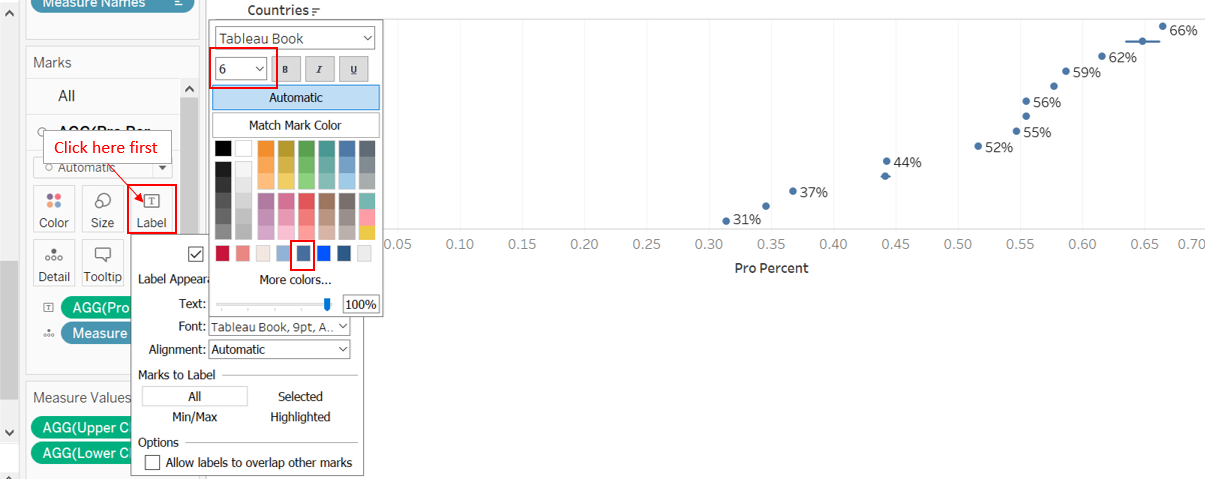 Measure Names
Countries
Marks
All
AGG(Pro Per
Click here first
Automatic
Color
Size
Label
Detail
Tooltip
AGG(Pro
Measure
Measure Values
AGG(Upper C
AGG(Lower C
Tableau Book
6
B
I
U
Automatic
Match Mark Color
More colors...
100%
Label Appeara
Text:
Font:
Tableau Book, 9pt, A..
Alignment:
Automatic
Marks to Label
All
Selected
Min/Max
Highlighted
Options
Allow labels to overlap other marks
66%
62%
59%
56%
55%
52%
44%
37%
31%
0.05 0.10 0.15 0.20 0.25 0.30 0.35 0.40 0.45 0.50 0.55 0.60 0.65 0.70
Pro Percent